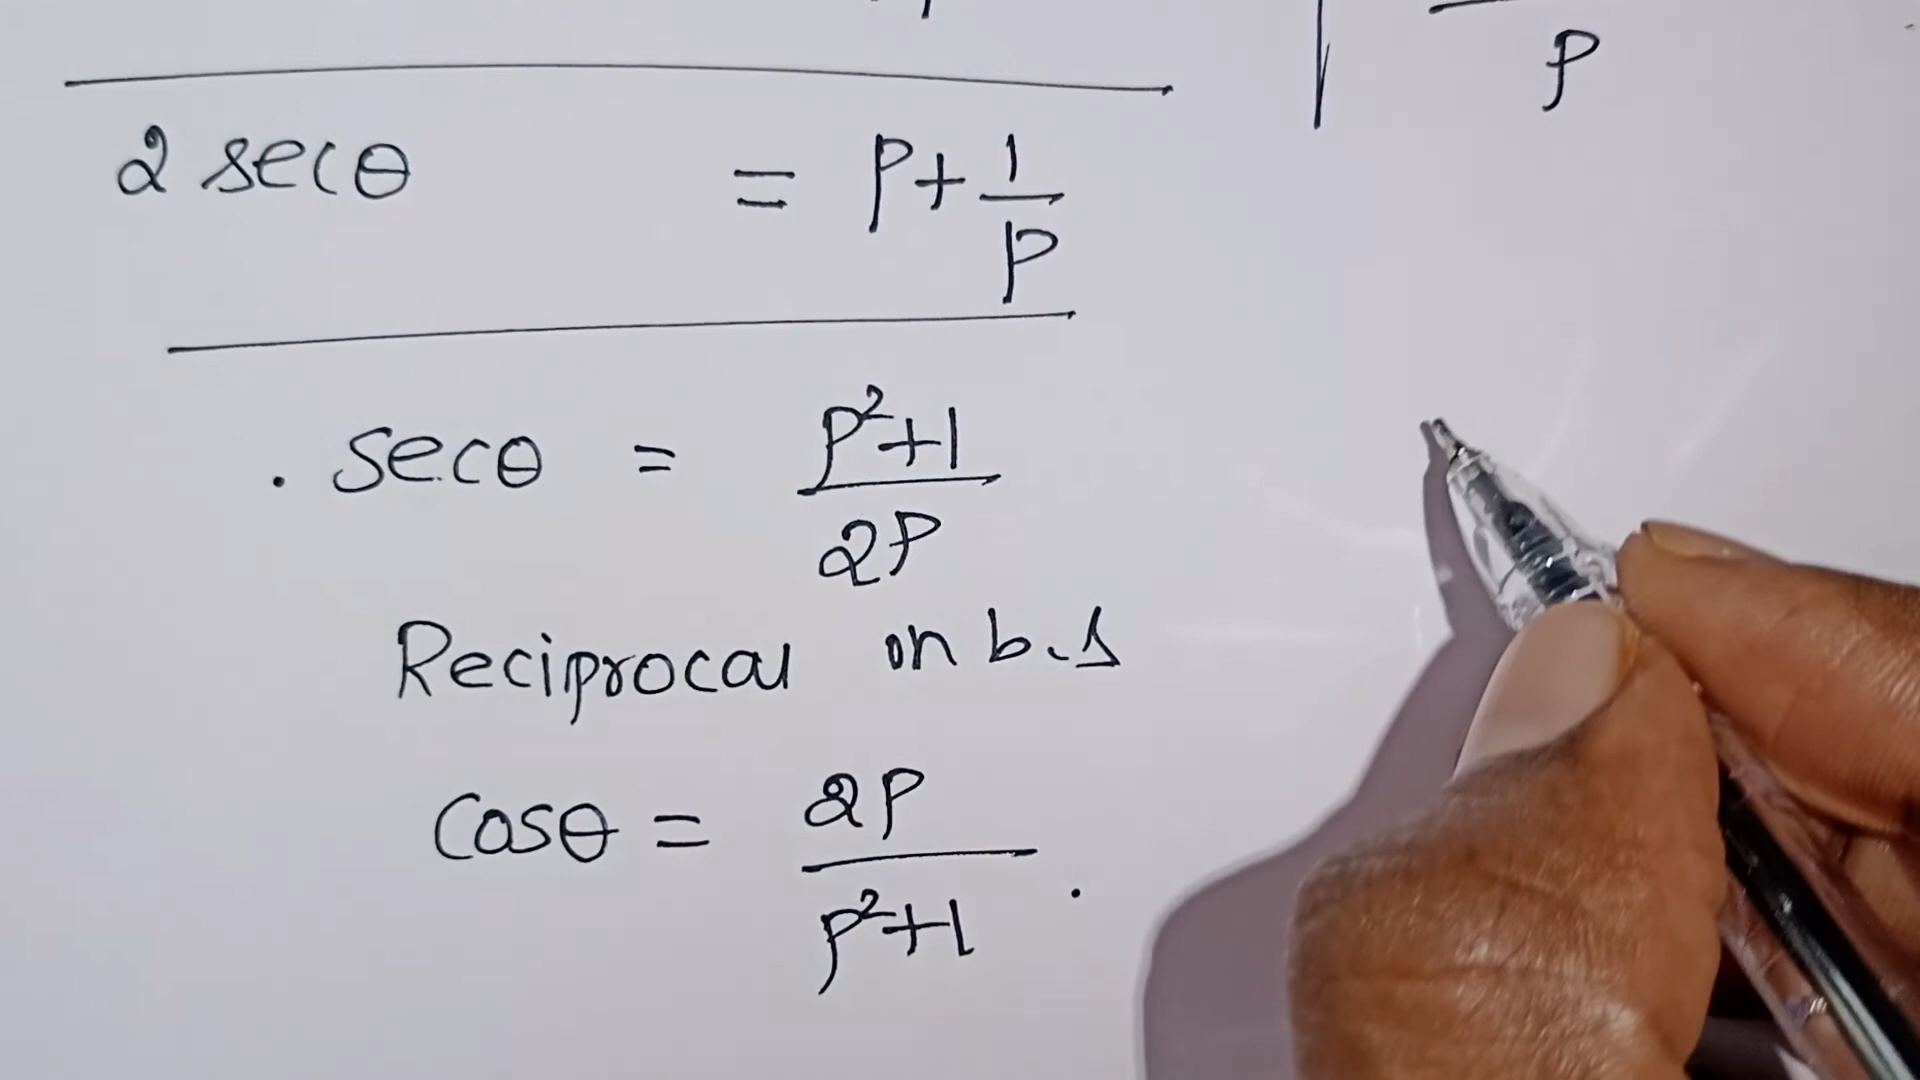 2 secθ = P + 1/P
. secθ = P²+1/2P
Reciprocal on b.s
Cosθ = 2P/P²+1 .
P